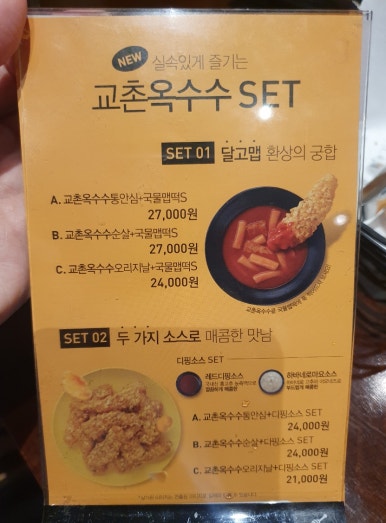 NEW 실속있게 즐기는
교촌옥수수 SET
SET 01 달고맵 환상의 궁합
A. 교촌옥수수통안심+국물맵떡S
27,000원
B. 교촌옥수수순살+국물맵떡S
27,000원
C. 교촌옥수수오리지날+국물맵떡S
24,000원
SET 02 두 가지 소스로 매콤한 맛남
디핑소스 SET
레드디핑소스
하바네로마요소스
A. 교촌옥수수통안심+디핑소스 SET
24,000원
B. 교촌옥수수순살+디핑소스 SET
24,000원
C. 교촌옥수수오리지날+디핑소스 SET
21,000원